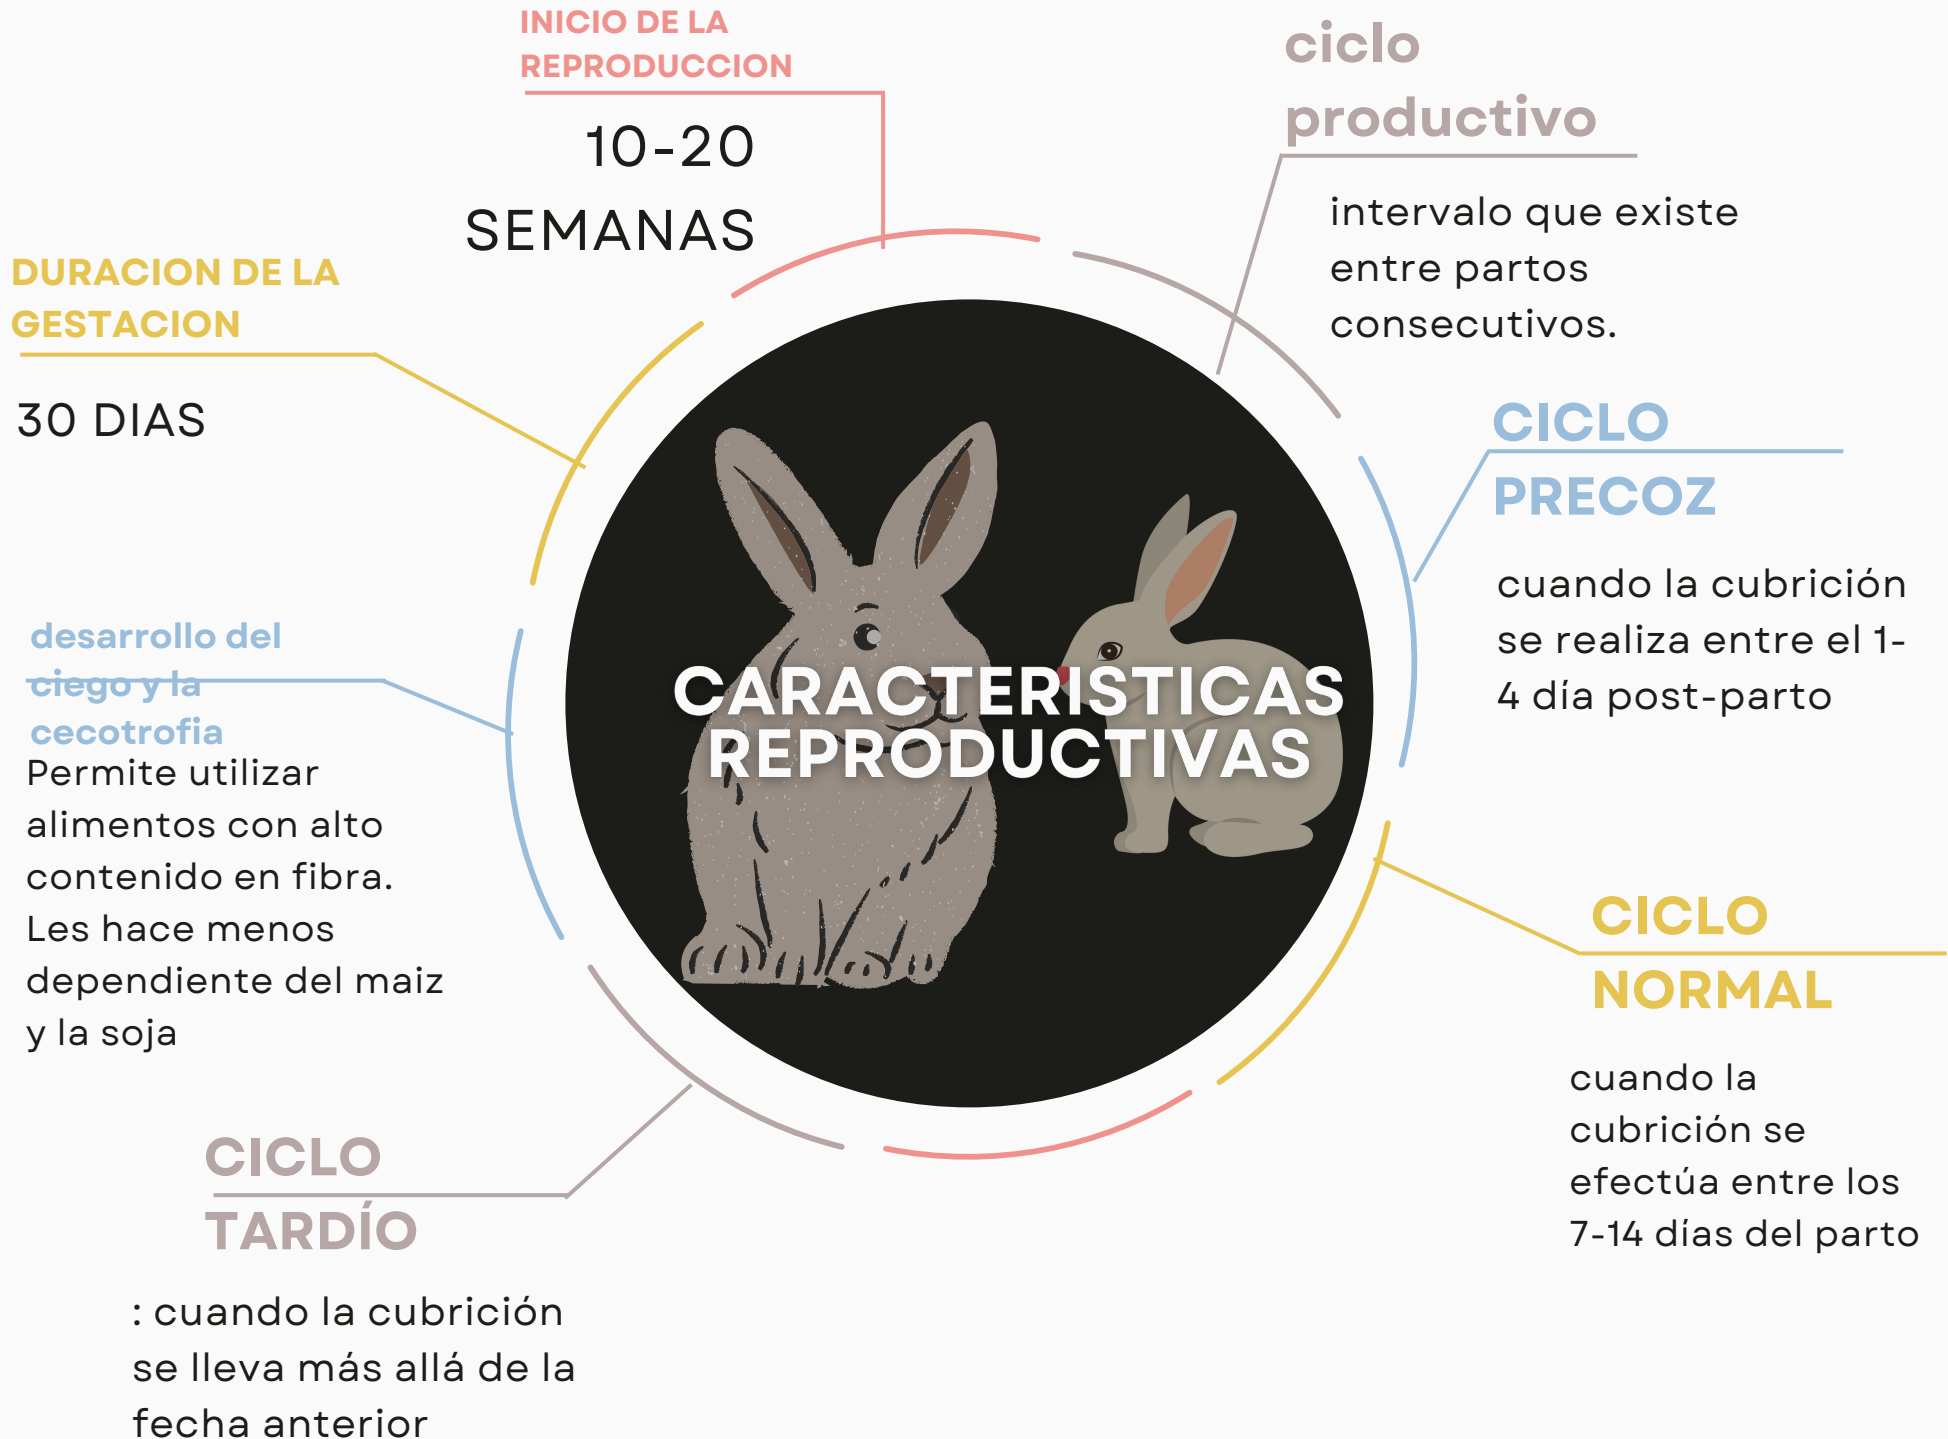 INICIO DE LA
REPRODUCCION
10-20
SEMANAS
ciclo
productivo
intervalo que existe
entre partos
consecutivos.
DURACION DE LA
GESTACION
30 DIAS
CICLO
PRECOZ
cuando la cubrición
se realiza entre el 1-
4 día post-parto
desarrollo del
ciego y la
cecotrofia
Permite utilizar
alimentos con alto
contenido en fibra.
Les hace menos
dependiente del maiz
y la soja
CARACTERISTICAS
REPRODUCTIVAS
CICLO
NORMAL
cuando la
cubrición se
efectúa entre los
7-14 días del parto
CICLO
TARDÍO
: cuando la cubrición
se lleva más allá de la
fecha anterior